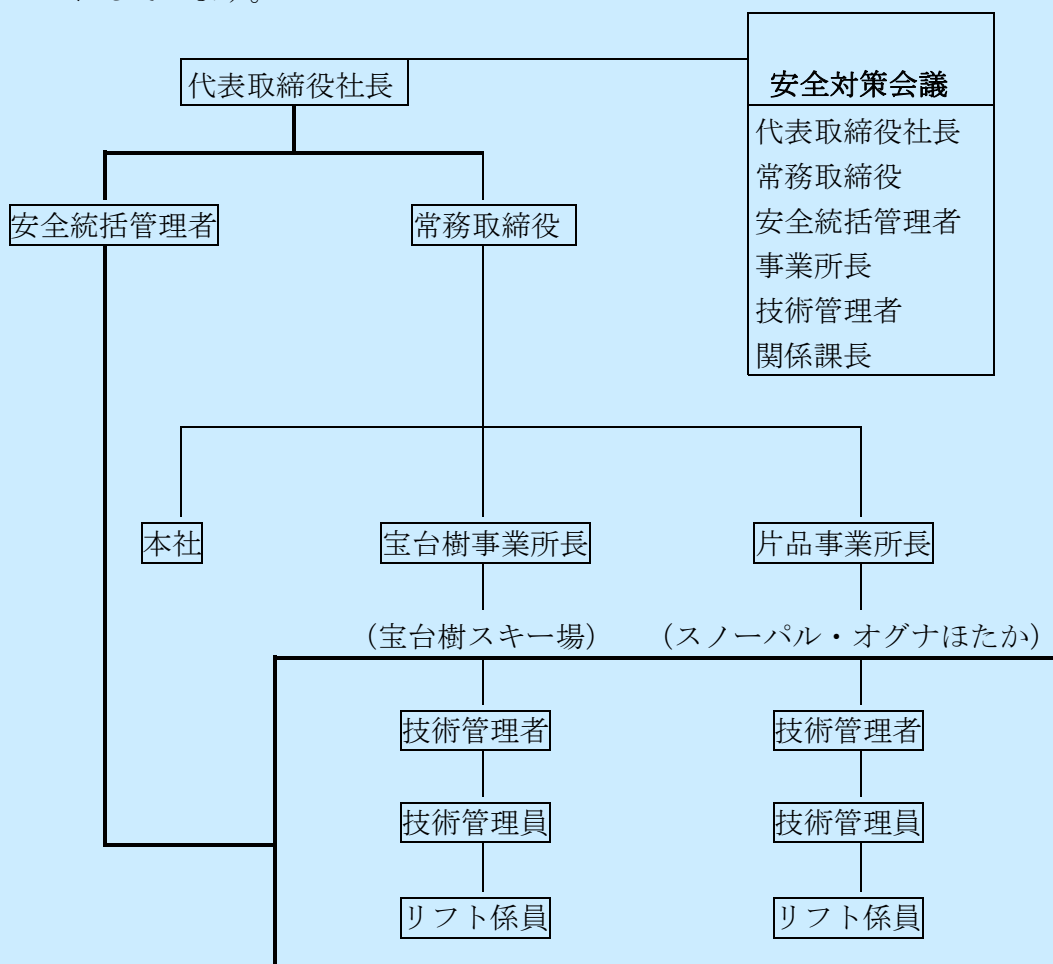 代表取締役社長
安全対策会議
代表取締役社長
常務取締役
安全統括管理者
事業所長
技術管理者
関係課長
安全統括管理者
常務取締役
本社
宝台樹事業所長
片品事業所長
（宝台樹スキー場）
（スノーパル・オグナほたか）
技術管理者
技術管理者
技術管理員
技術管理員
リフト係員
リフト係員